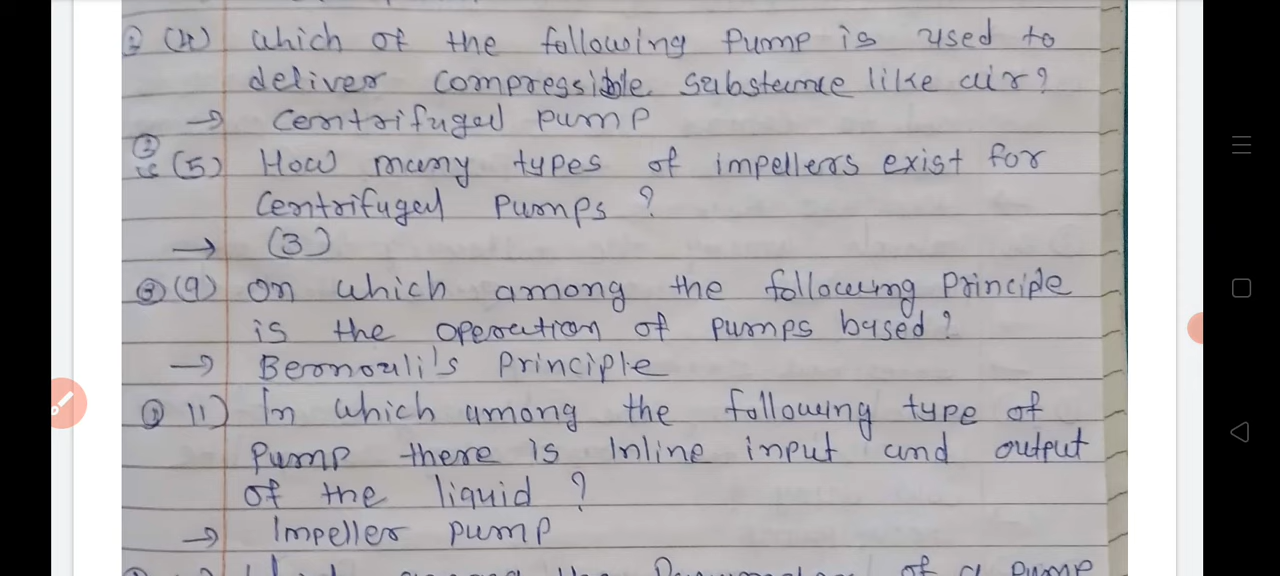 (4) which of the following Pump is used to
deliver compressible substance like air?
→ Centrifugal pump
(5) How many types of impellers exist for
Centrifugal Pumps ?
→ (3)
(9) On which among the following Principle
is the operation of Pumps based?
→ Bernouli's Principle
11) In which among the following type of
Pump there is Inline input and output
of the liquid ?
→ Impeller pump
of a pump